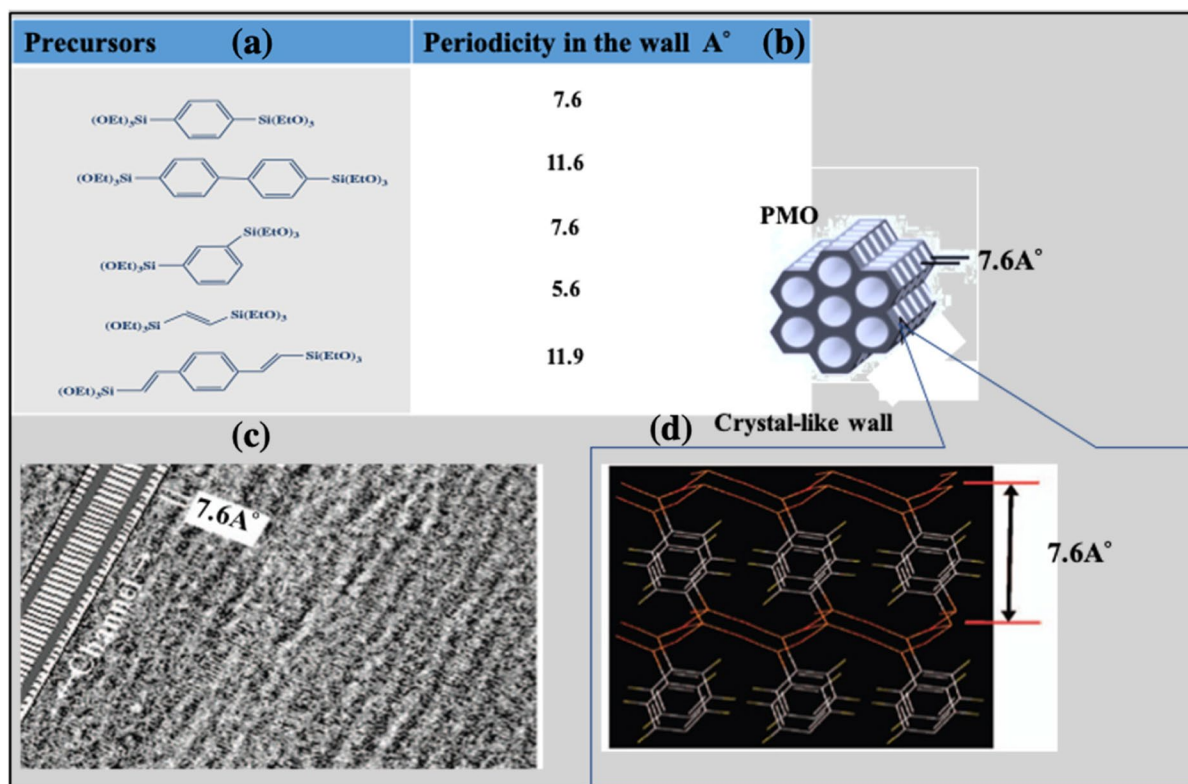 Precursors (a) Periodicity in the wall A° (b)
(OEt)3Si Si(EtO)3 7.6
(OEt)3Si Si(EtO)3 11.6
Si(EtO)3 7.6
(OEt)3Si
(OEt)3Si Si(EtO)3 5.6
Si(EtO)3 11.9
(OEt)3Si
PMO
7.6A°
(c)
(d) Crystal-like wall
7.6A°
Channel
7.6A°